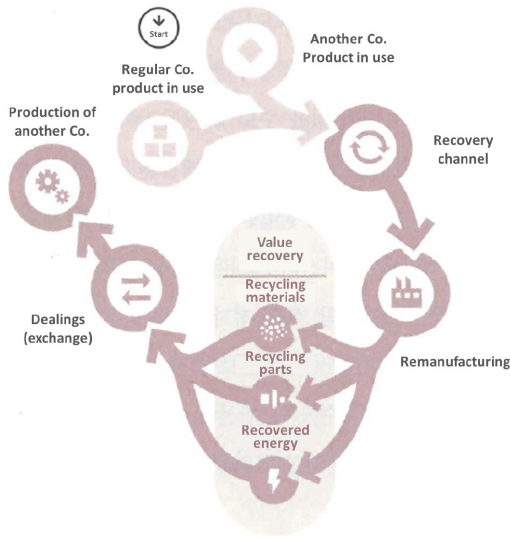 Start
Another Co.
Product in use
Regular Co.
product in use
Production of
another Co.
Recovery
channel
Value
recovery
Recycling
materials
Dealings
(exchange)
Recycling
parts
Remanufacturing
Recovered
energy